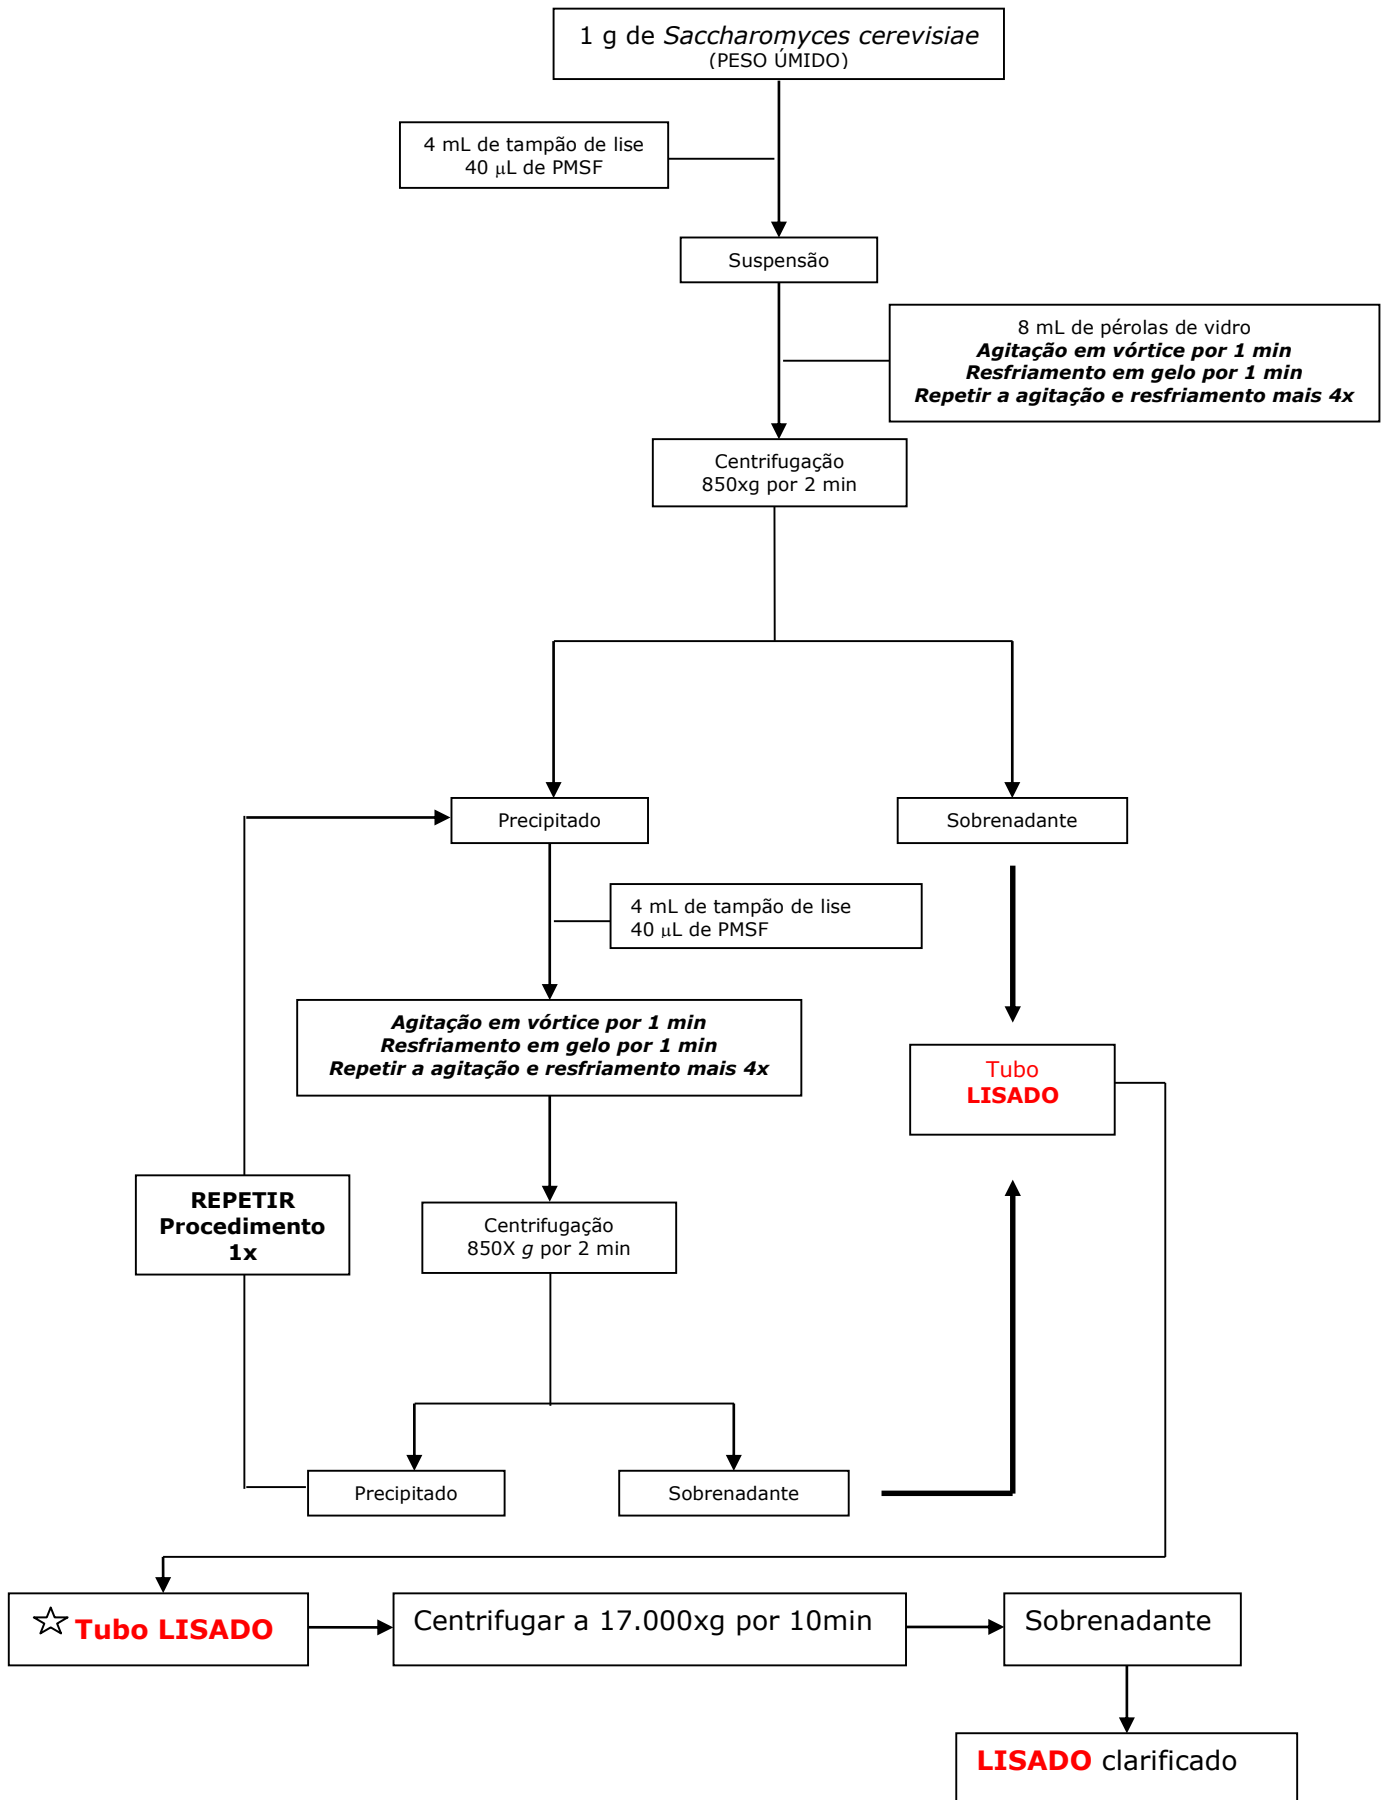 1 g de Saccharomyces cerevisiae
(PESO ÚMIDO)
4 mL de tampão de lise
40 μL de PMSF
Suspensão
8 mL de pérolas de vidro
Agitação em vórtice por 1 min
Resfriamento em gelo por 1 min
Repetir a agitação e resfriamento mais 4x
Centrifugação
850xg por 2 min
Precipitado
Sobrenadante
4 mL de tampão de lise
40 μL de PMSF
Agitação em vórtice por 1 min
Resfriamento em gelo por 1 min
Repetir a agitação e resfriamento mais 4x
Tubo
LISADO
REPETIR
Procedimento
1x
Centrifugação
850X g por 2 min
Precipitado
Sobrenadante
Tubo LISADO
Centrifugar a 17.000xg por 10min
Sobrenadante
LISADO clarificado